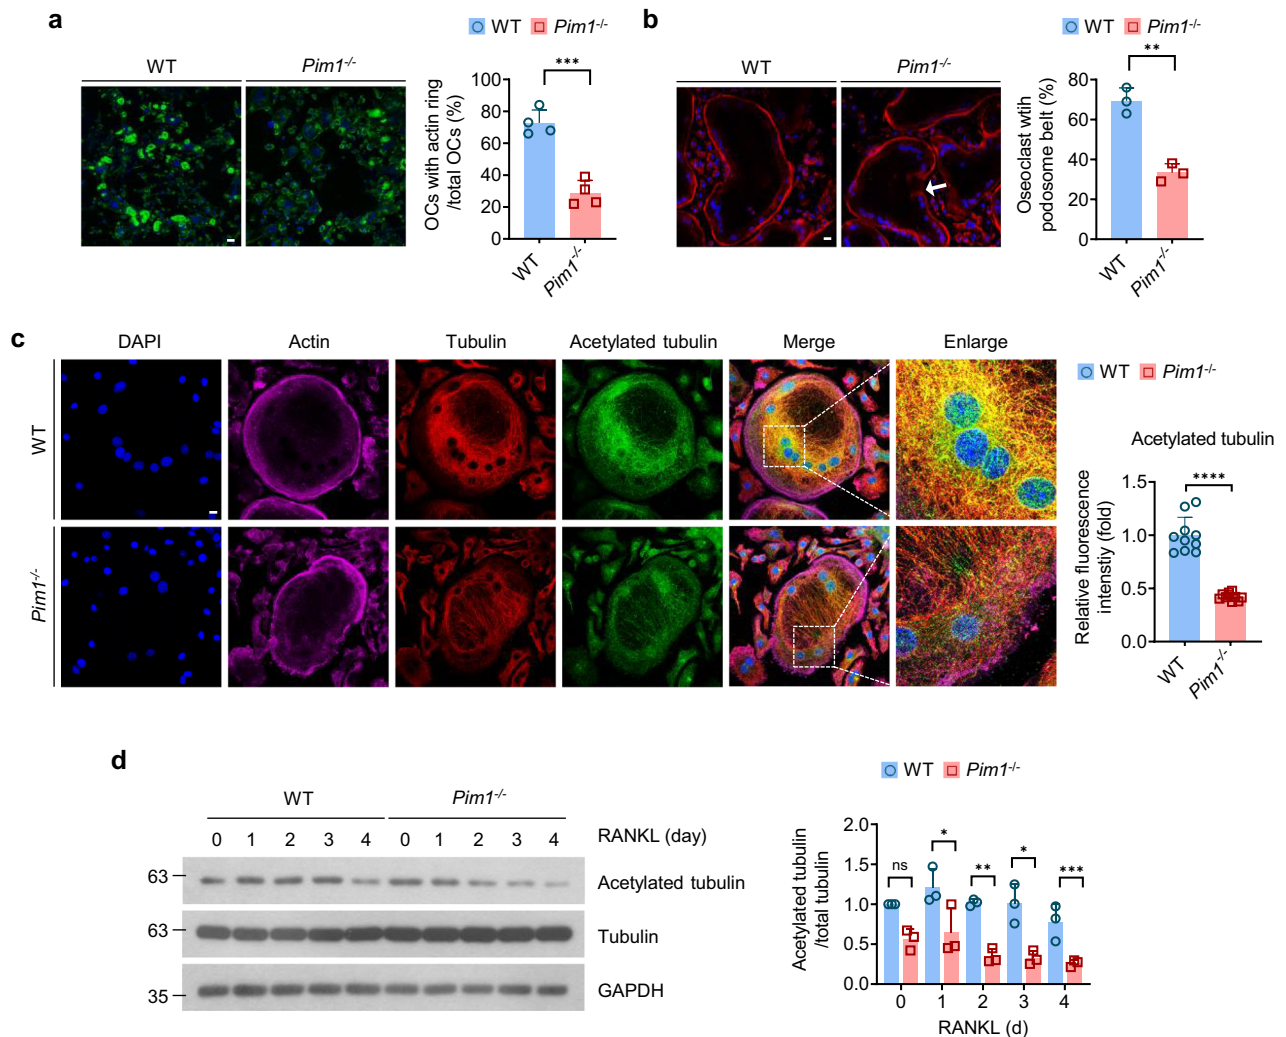 a
WT Pim1-/-
WT
Pim1-/-
OCs with actin ring
/total OCs (%)
100
80
60
40
20
0
***
WT
Pim1-/-
b
WT Pim1-/-
WT
Pim1-/-
Oseoclast wtih
podosome belt (%)
80
60
40
20
0
**
WT
Pim1-/-
c
DAPI
Actin
Tubulin
Acetylated tubulin
Merge
Enlarge
WT
Pim1-/-
WT Pim1-/-
Acetylated tubulin
Relative fluorescence
intenstiy (fold)
1.5
1.0
0.5
0.0
****
WT
Pim1-/-
d
WT
Pim1-/-
0 1 2 3 4 0 1 2 3 4 RANKL (day)
63 Acetylated tubulin
63 Tubulin
35 GAPDH
WT Pim1-/-
Acetylated tubulin
/total tubulin
2.0
1.5
1.0
0.5
0.0
ns * ** * ***
0 1 2 3 4
RANKL (d)